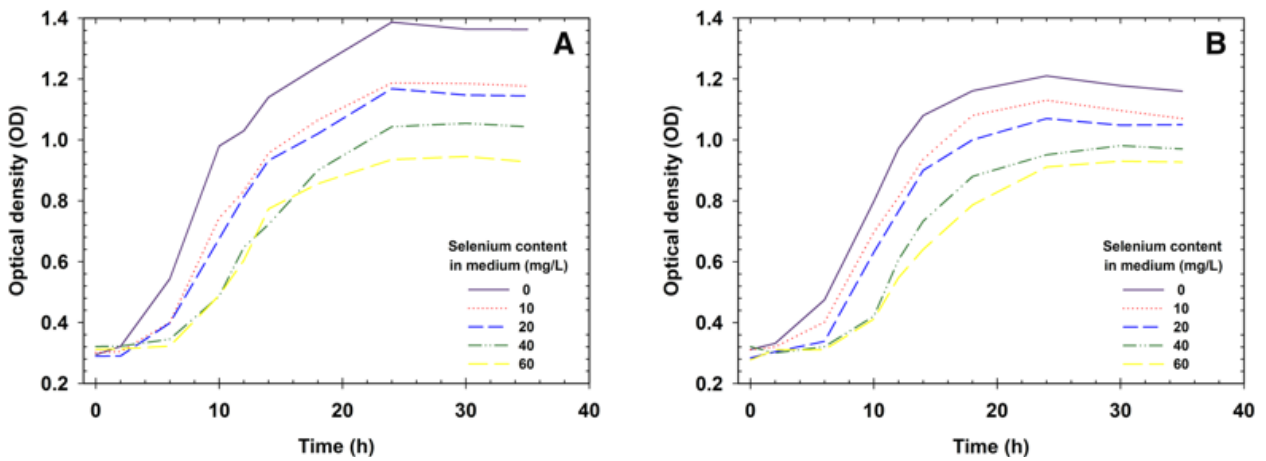 A
1.4
1.2
1.0
0.8
0.6
0.4
0.2
Optical density (OD)
0 10 20 30 40
Time (h)
Selenium content
in medium (mg/L)
0
10
20
40
60
B
1.4
1.2
1.0
0.8
0.6
0.4
0.2
Optical density (OD)
0 10 20 30 40
Time (h)
Selenium content
in medium (mg/L)
0
10
20
40
60